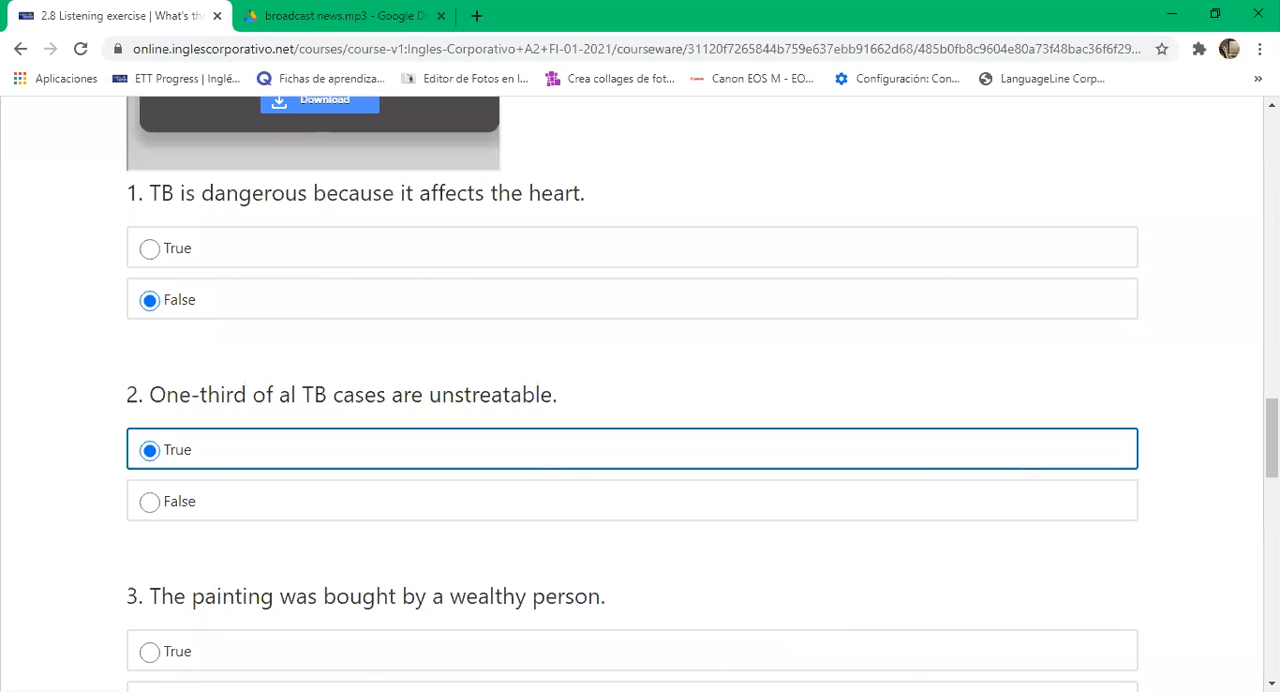 2.8 Listening exercise | What's th
broadcast news.mp3 - Google D
online.inglescorporativo.net/courses/course-v1:Ingles-Corporativo+A2+FI-01-2021/courseware/31120f7265844b759e637ebb91662d68/485b0fb8c9604e80a73f48bac36f6f29...
Aplicaciones
ETT Progress | Inglé...
Fichas de aprendiza...
Editor de Fotos en l...
Crea collages de fot...
Canon EOS M - EO...
Configuración: Con...
LanguageLine Corp...
»
Download
1. TB is dangerous because it affects the heart.
True
False
2. One-third of al TB cases are unstreatable.
True
False
3. The painting was bought by a wealthy person.
True